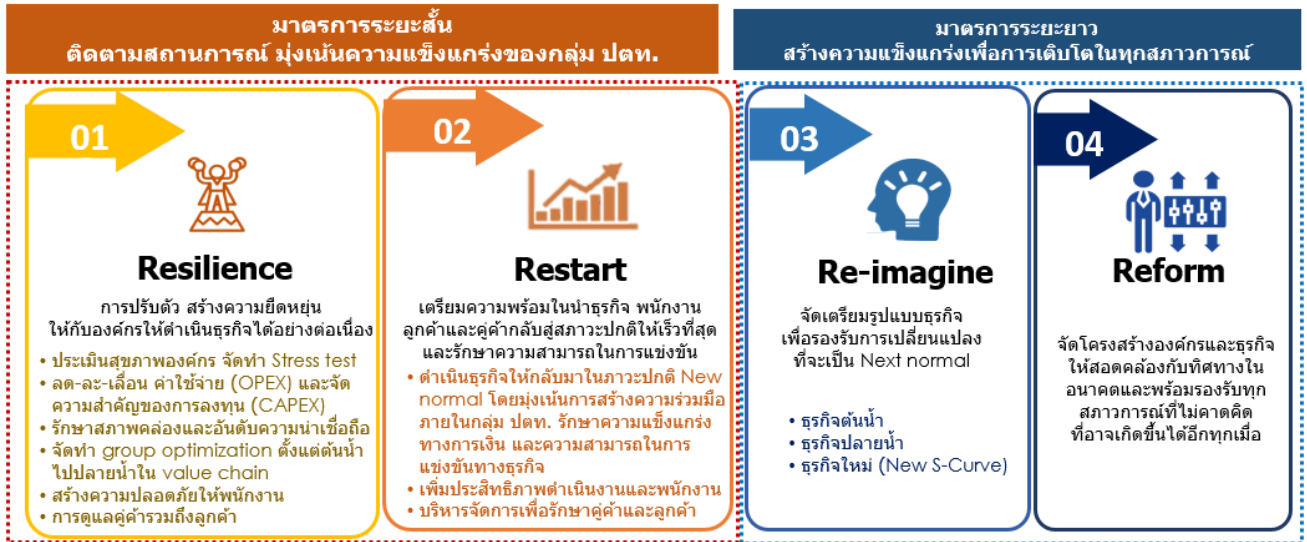 มาตรการระยะสั้น
ติดตามสถานการณ์ มุ่งเน้นความแข็งแกร่งของกลุ่ม ปตท.
มาตรการระยะยาว
สร้างความแข็งแกร่งเพื่อการเติบโตในทุกสภาวการณ์
01
Resilience
การปรับตัว สร้างความยืดหยุ่น
ให้กับองค์กรให้ดำเนินธุรกิจได้อย่างต่อเนื่อง
• ประเมินสุขภาพองค์กร จัดทำ Stress test
• ลด-ละ-เลื่อน ค่าใช้จ่าย (OPEX) และจัด
ความสำคัญของการลงทุน (CAPEX)
• รักษาสภาพคล่องและอันดับความน่าเชื่อถือ
• จัดทำ group optimization ตั้งแต่ต้นน้ำ
ไปปลายน้ำใน value chain
• สร้างความปลอดภัยให้พนักงาน
• การดูแลคู่ค้ารวมถึงลูกค้า
02
Restart
เตรียมความพร้อมในนำธุรกิจ พนักงาน
ลูกค้าและคู่ค้ากลับสู่สภาวะปกติให้เร็วที่สุด
และรักษาความสามารถในการแข่งขัน
• ดำเนินธุรกิจให้กลับมาในภาวะปกติ New
normal โดยมุ่งเน้นการสร้างความร่วมมือ
ภายในกลุ่ม ปตท. รักษาความแข็งแกร่ง
ทางการเงิน และความสามารถในการ
แข่งขันทางธุรกิจ
• เพิ่มประสิทธิภาพดำเนินงานและพนักงาน
• บริหารจัดการเพื่อรักษาคู่ค้าและลูกค้า
03
Re-imagine
จัดเตรียมรูปแบบธุรกิจ
เพื่อรองรับการเปลี่ยนแปลง
ที่จะเป็น Next normal
• ธุรกิจต้นน้ำ
• ธุรกิจปลายน้ำ
• ธุรกิจใหม่ (New S-Curve)
04
Reform
จัดโครงสร้างองค์กรและธุรกิจ
ให้สอดคล้องกับทิศทางใน
อนาคตและพร้อมรองรับทุก
สภาวการณ์ที่ไม่คาดคิด
ที่อาจเกิดขึ้นได้อีกทุกเมื่อ